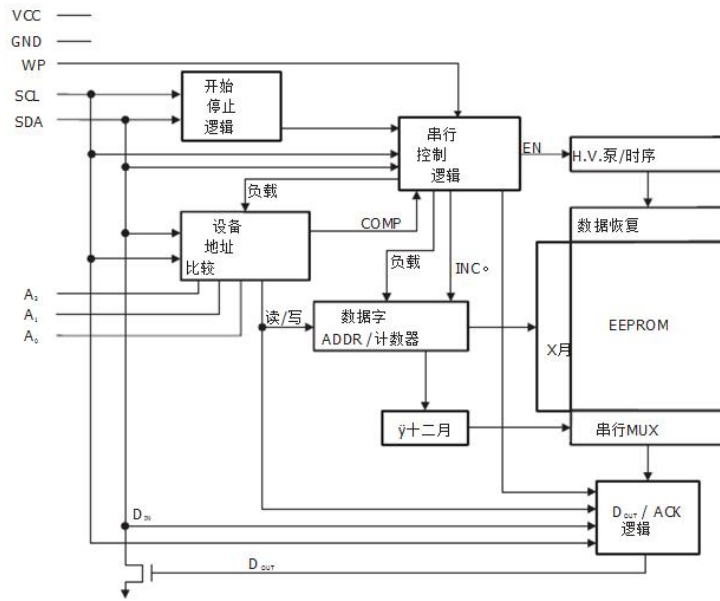 VCC
GND
WP
SCL
SDA
开始
停止
逻辑
串行
控制
逻辑
EN
H.V.泵/时序
负载
设备
地址
比较
COMP
数据恢复
负载
INC。
A₂
A₁
A₀
读/写
数据字
ADDR/计数器
X月
EEPROM
ÿ十二月
串行MUX
D_IN
D_OUT / ACK
逻辑
D_OUT